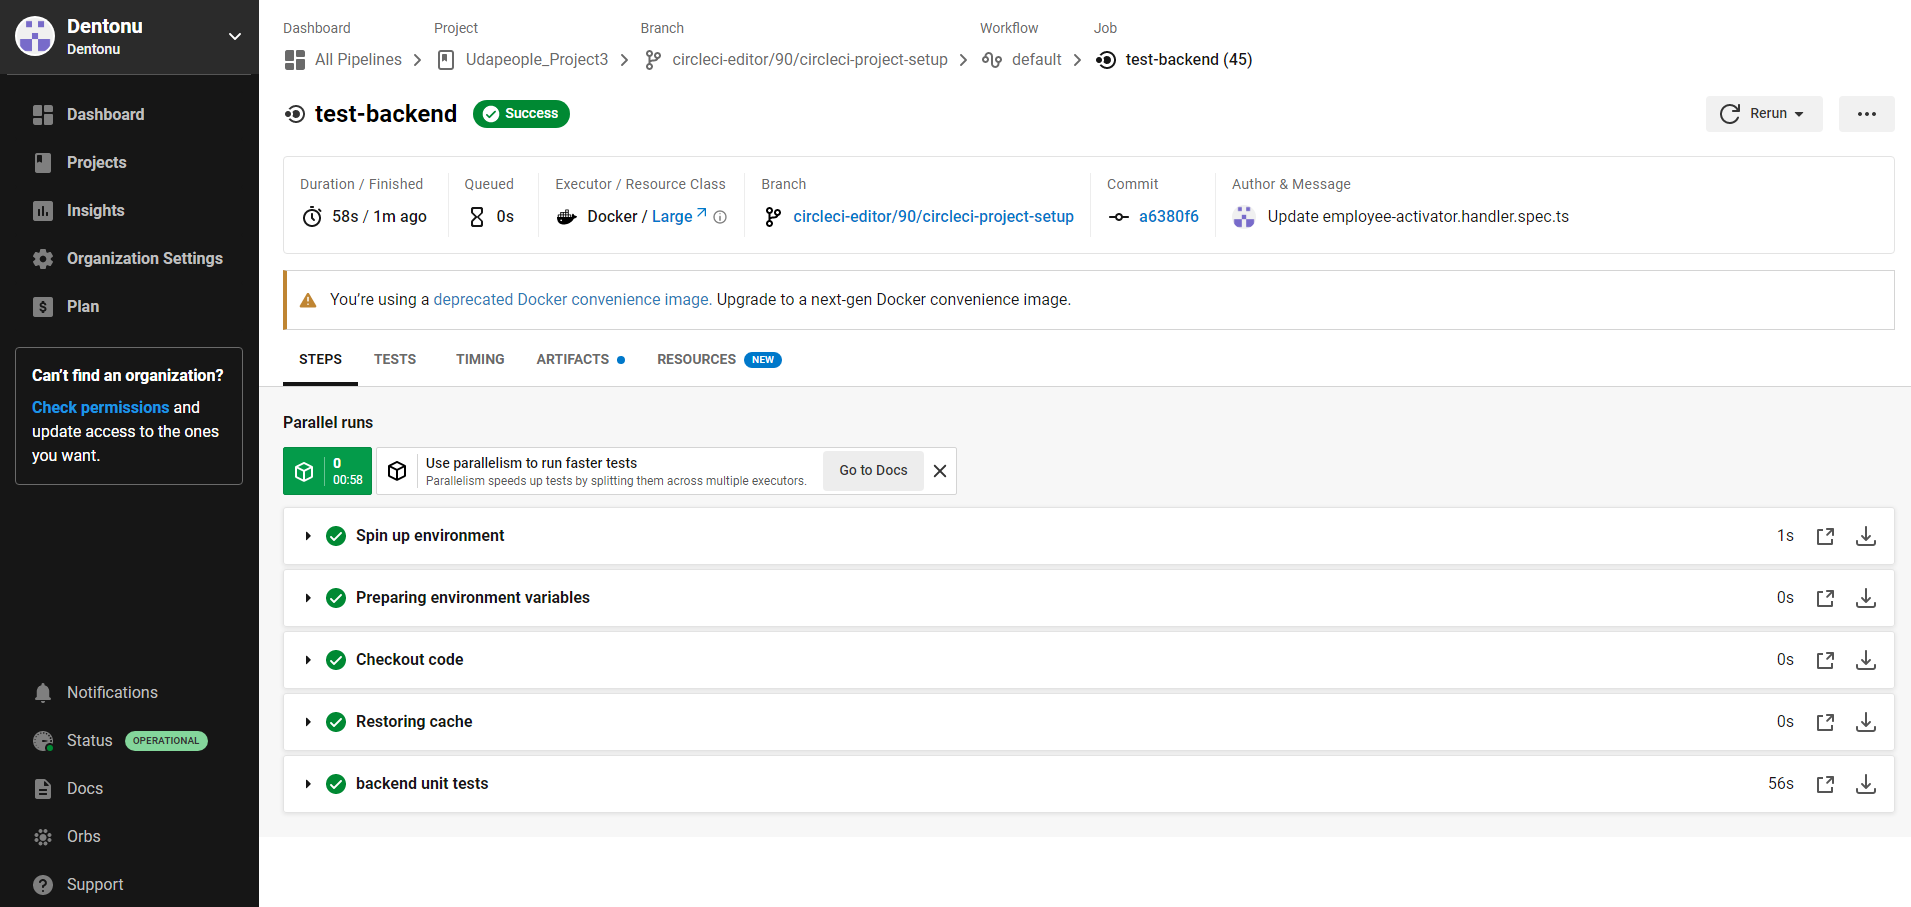 Dentonu
Dentonu
Dashboard
Projects
Insights
Organization Settings
Plan
Can't find an organization?
Check permissions and
update access to the ones
you want.
Notifications
Status OPERATIONAL
Docs
Orbs
Support
Dashboard Project Branch Workflow Job
All Pipelines Udapeople_Project3 circleci-editor/90/circleci-project-setup default test-backend (45)
test-backend Success
Rerun
Duration / Finished Queued Executor / Resource Class Branch Commit Author & Message
58s / 1m ago 0s Docker / Large circleci-editor/90/circleci-project-setup a6380f6 Update employee-activator.handler.spec.ts
You’re using a deprecated Docker convenience image. Upgrade to a next-gen Docker convenience image.
STEPS TESTS TIMING ARTIFACTS RESOURCES NEW
Parallel runs
0
00:58
Use parallelism to run faster tests
Parallelism speeds up tests by splitting them across multiple executors.
Go to Docs
Spin up environment 1s
Preparing environment variables 0s
Checkout code 0s
Restoring cache 0s
backend unit tests 56s